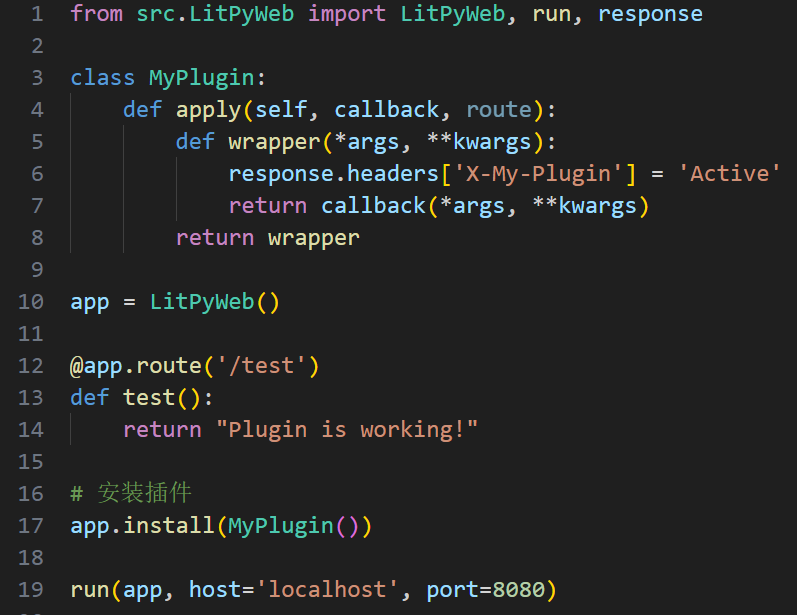 1 from src.LitPyWeb import LitPyWeb, run, response
2
3 class MyPlugin:
4     def apply(self, callback, route):
5         def wrapper(*args, **kwargs):
6             response.headers['X-My-Plugin'] = 'Active'
7             return callback(*args, **kwargs)
8         return wrapper
9
10 app = LitPyWeb()
11
12 @app.route('/test')
13 def test():
14     return "Plugin is working!"
15
16 # 安装插件
17 app.install(MyPlugin())
18
19 run(app, host='localhost', port=8080)